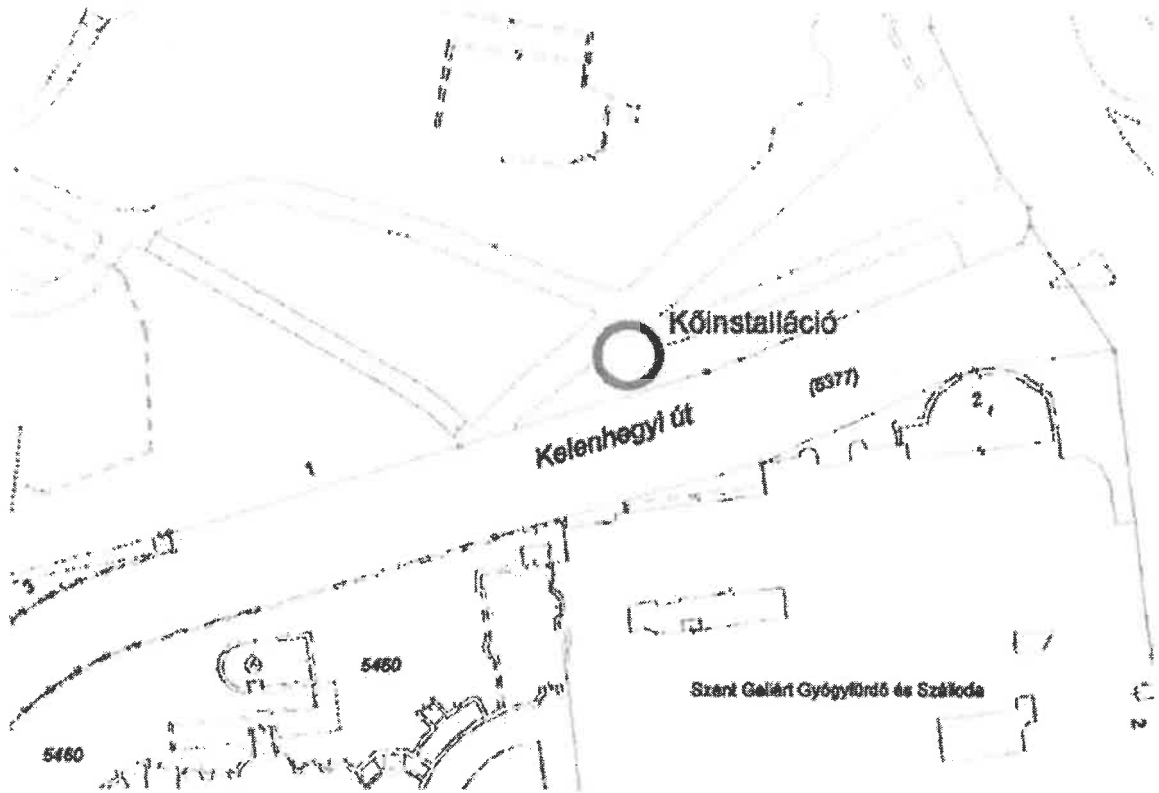 Kőinstalláció
(5377)
2
Kelenhegyi út
1
3
5460
Szent Gellért Gyógyfürdő és Szálloda
2
5460